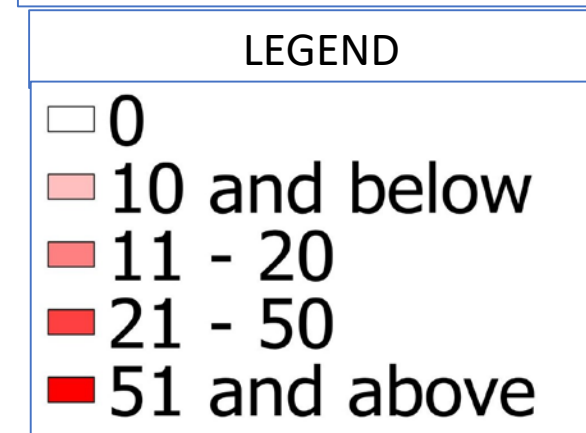 LEGEND
0
10 and below
11 - 20
21 - 50
51 and above